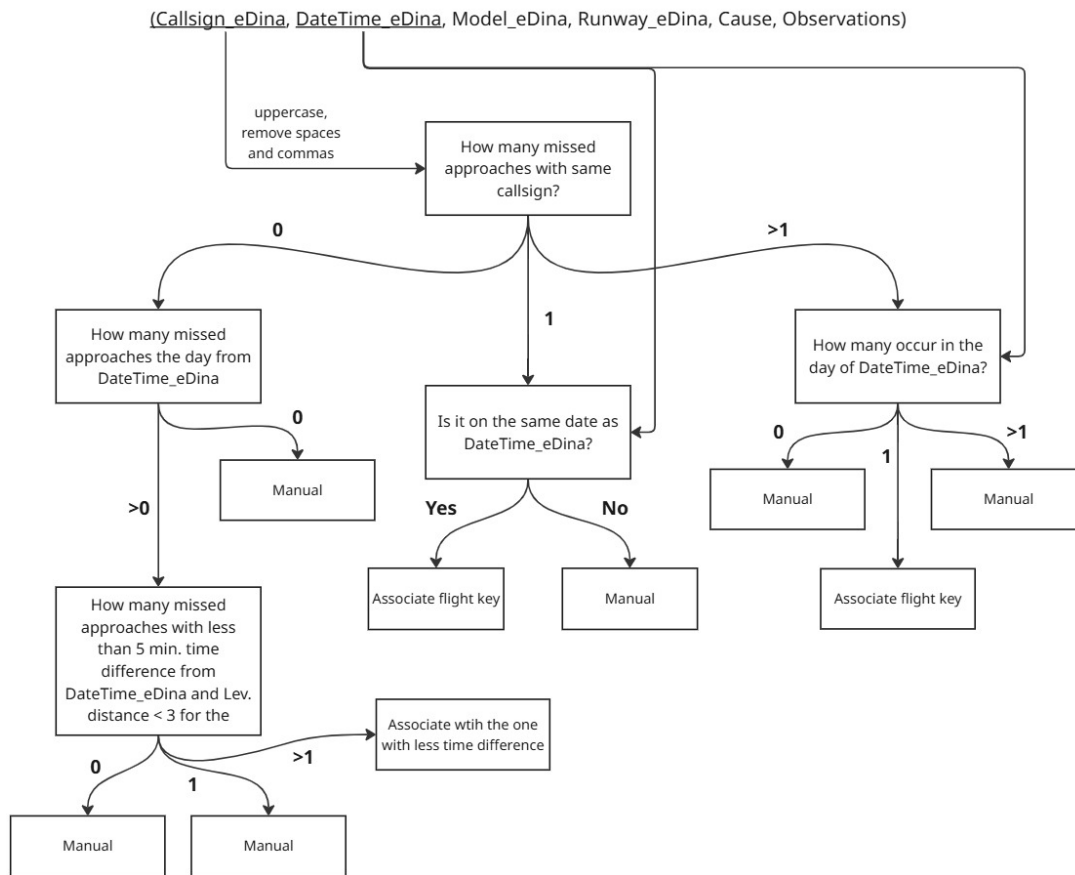 (Callsign_eDina, DateTime_eDina, Model_eDina, Runway_eDina, Cause, Observations)
uppercase,
remove spaces
and commas
How many missed
approaches with same
callsign?
0
1
>1
How many missed
approaches the day from
DateTime_eDina
Is it on the same date as
DateTime_eDina?
How many occur in the
day of DateTime_eDina?
0
>0
Manual
Yes
No
Associate flight key
Manual
0
1
>1
Manual
Manual
Associate flight key
How many missed
approaches with less
than 5 min. time
difference from
DateTime_eDina and Lev.
distance < 3 for the
0
1
>1
Associate wtih the one
with less time difference
Manual
Manual